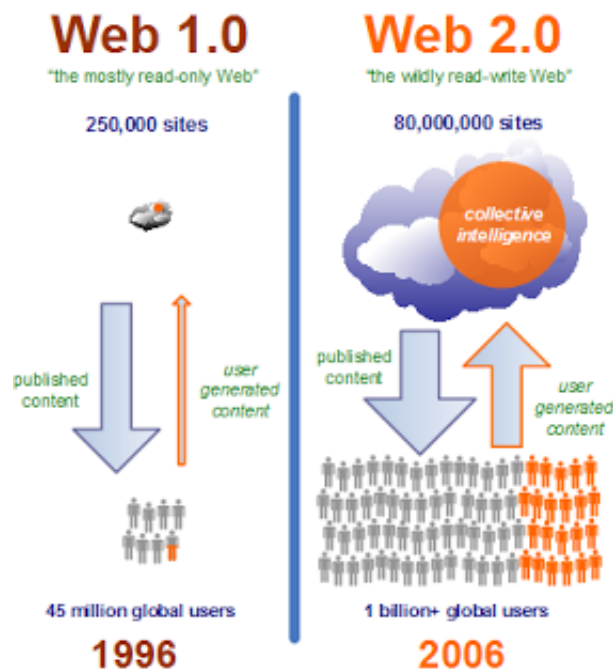 Web 1.0
"the mostly read-only Web"
250,000 sites
published
content
user
generated
content
45 million global users
1996
Web 2.0
"the wildly read-write Web"
80,000,000 sites
collective
intelligence
published
content
user
generated
content
1 billion+ global users
2006